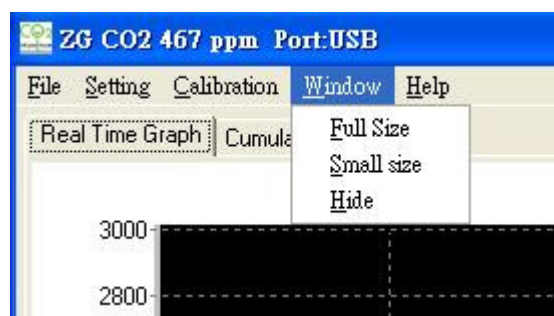 ZG CO2 467 ppm Port:USB
File Setting Calibration Window Help
Real Time Graph
Full Size
Small size
Hide
3000
2800